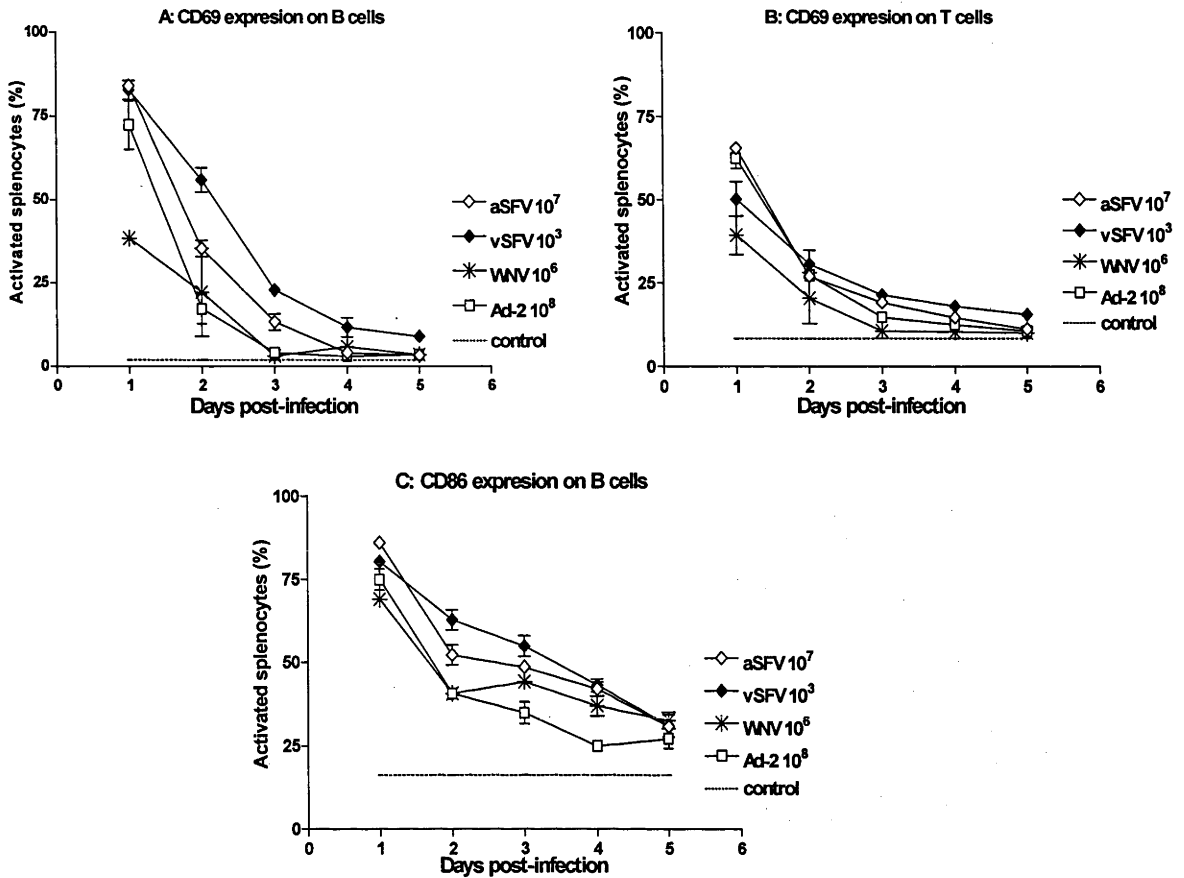 A: CD69 expresion on B cells
Activated splenocytes (%)
100
75
50
25
0
0 1 2 3 4 5 6
Days post-infection
aSFV 10⁷
vSFV 10³
WNV 10⁶
Ad-2 10⁸
control
B: CD69 expresion on T cells
Activated splenocytes (%)
100
75
50
25
0
0 1 2 3 4 5 6
Days post-infection
aSFV 10⁷
vSFV 10³
WNV 10⁶
Ad-2 10⁸
control
C: CD86 expresion on B cells
Activated splenocytes (%)
100
75
50
25
0
0 1 2 3 4 5 6
Days post-infection
aSFV 10⁷
vSFV 10³
WNV 10⁶
Ad-2 10⁸
control